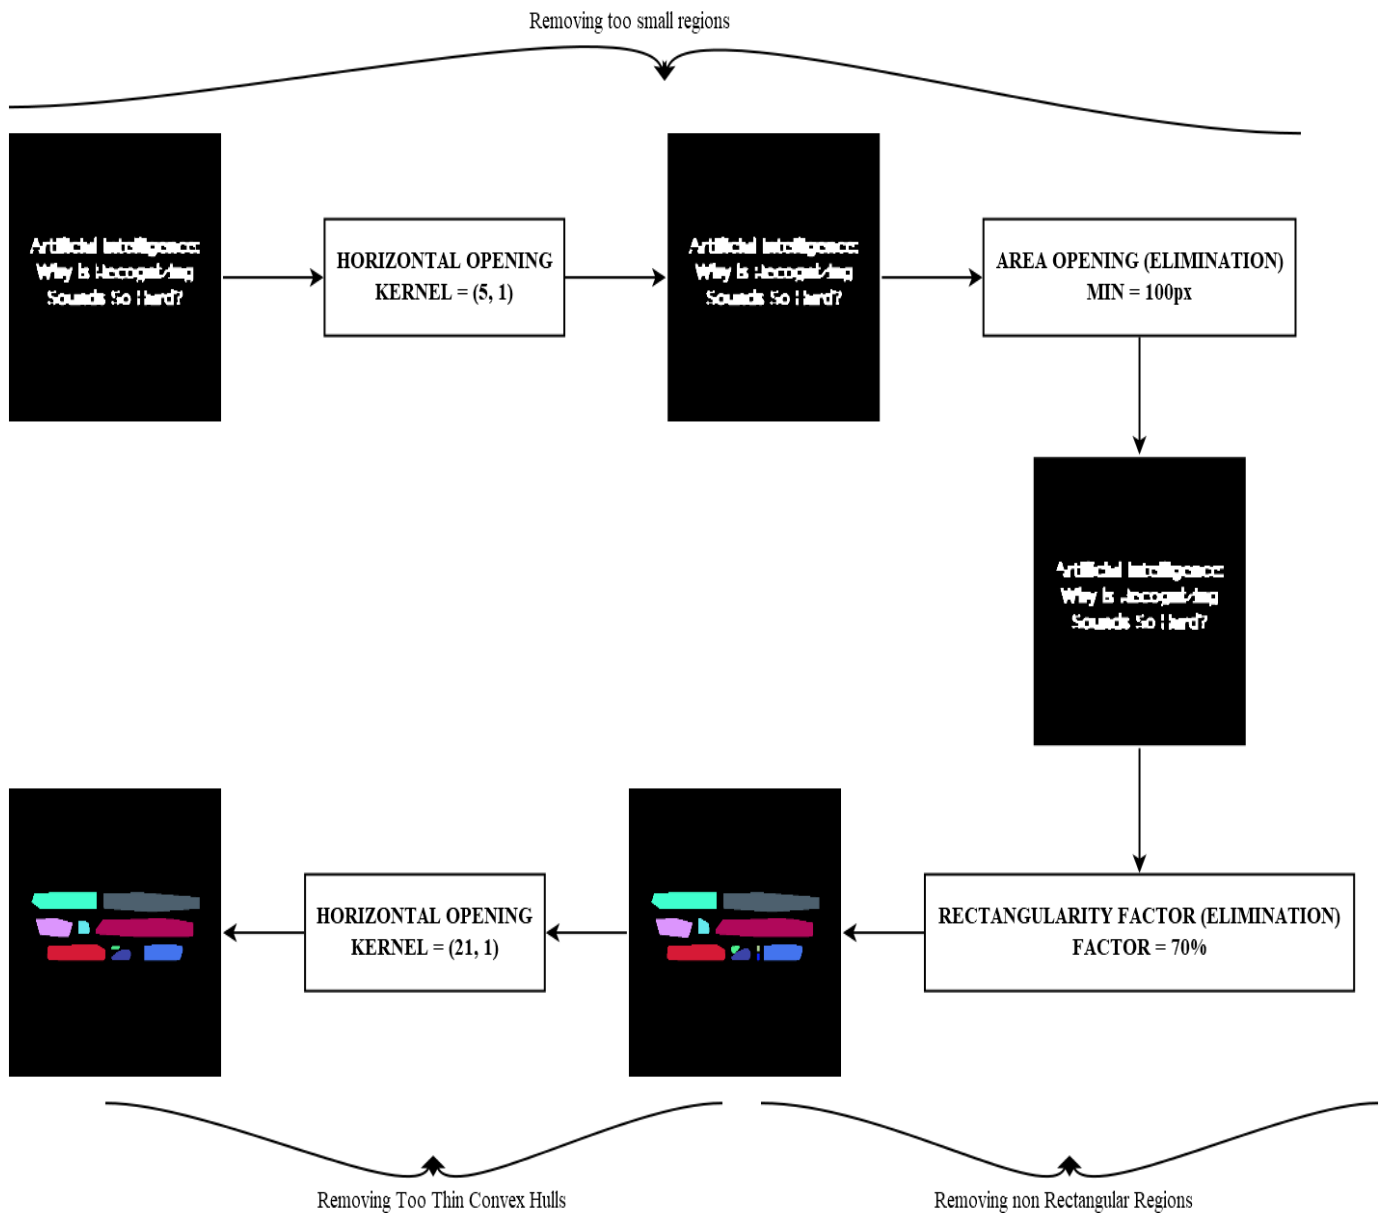 Removing too small regions
Artificial Intelligence:
Why is Recognizing
Sounds So Hard?
HORIZONTAL OPENING
KERNEL = (5, 1)
Artificial Intelligence:
Why is Recognizing
Sounds So Hard?
AREA OPENING (ELIMINATION)
MIN = 100px
Artificial Intelligence:
Why is Recognizing
Sounds So Hard?
HORIZONTAL OPENING
KERNEL = (21, 1)
RECTANGULARITY FACTOR (ELIMINATION)
FACTOR = 70%
Removing Too Thin Convex Hulls
Removing non Rectangular Regions